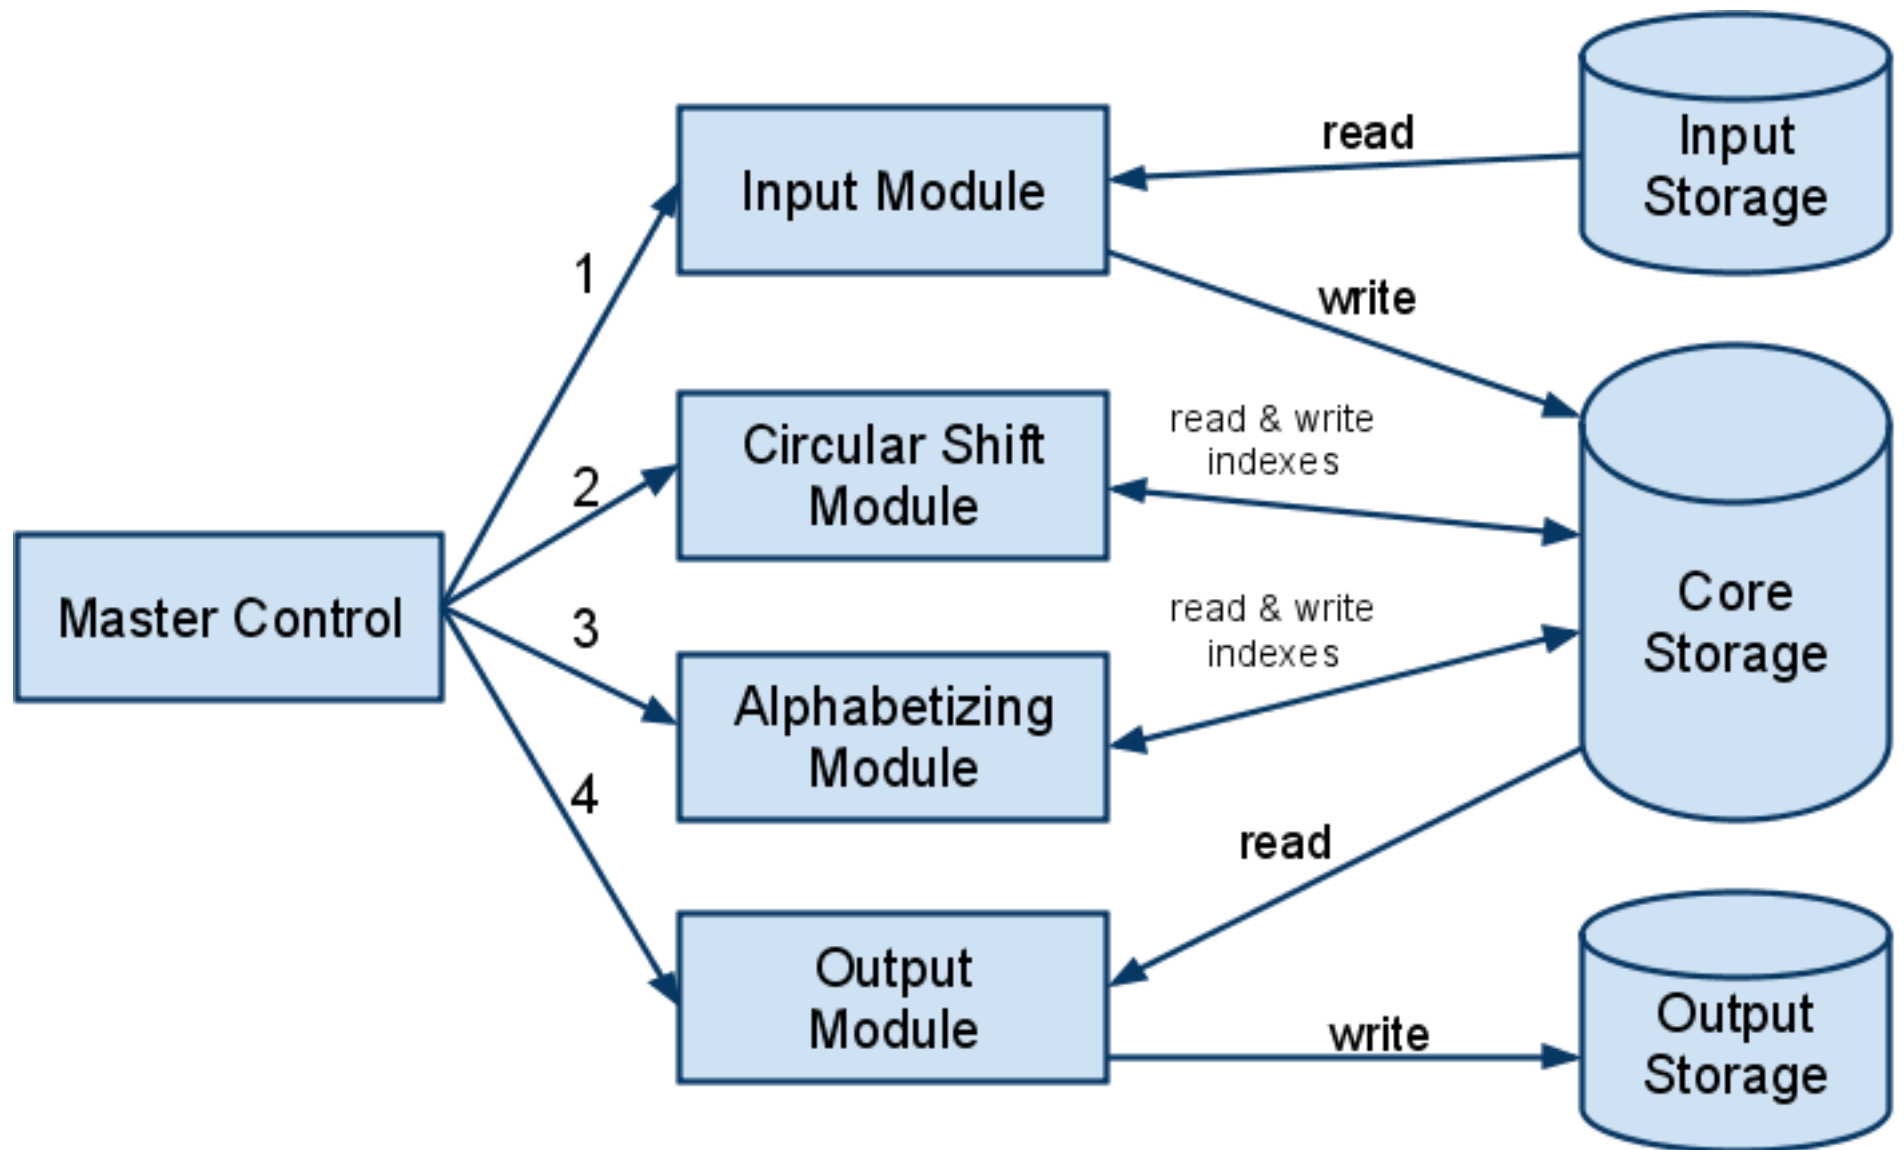 Input
Storage
read
Input Module
1
write
read & write
indexes
Circular Shift
Module
2
Core
Storage
Master Control
3
read & write
indexes
Alphabetizing
Module
4
read
Output
Module
write
Output
Storage